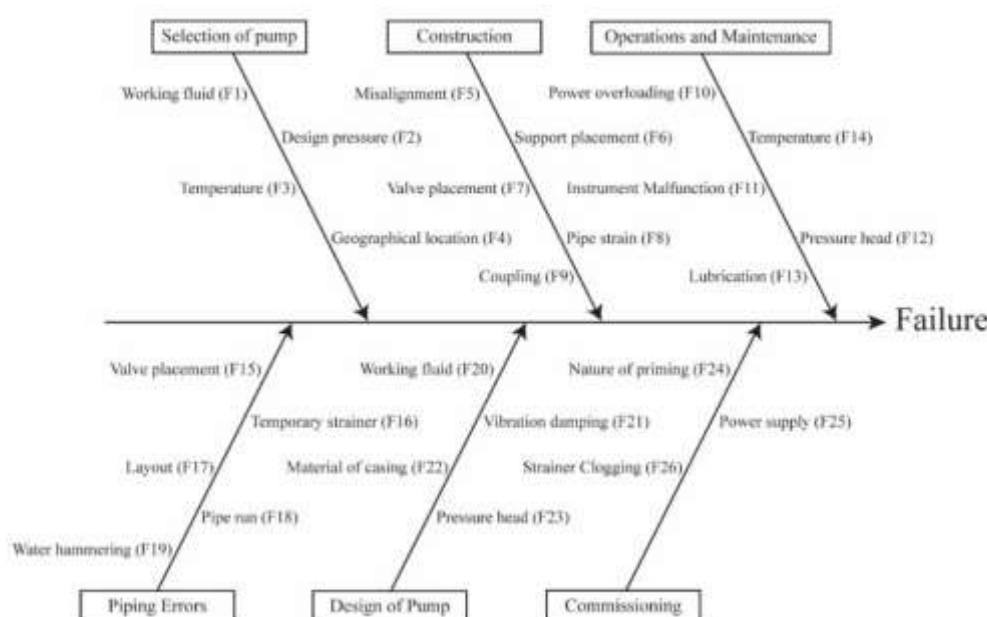 Selection of pump
Construction
Operations and Maintenance
Working fluid (F1)
Design pressure (F2)
Temperature (F3)
Geographical location (F4)
Misalignment (F5)
Support placement (F6)
Valve placement (F7)
Pipe strain (F8)
Coupling (F9)
Power overloading (F10)
Temperature (F14)
Instrument Malfunction (F11)
Pressure head (F12)
Lubrication (F13)
Failure
Valve placement (F15)
Temporary strainer (F16)
Layout (F17)
Pipe run (F18)
Water hammering (F19)
Working fluid (F20)
Vibration damping (F21)
Material of casing (F22)
Pressure head (F23)
Nature of priming (F24)
Power supply (F25)
Strainer Clogging (F26)
Piping Errors
Design of Pump
Commissioning